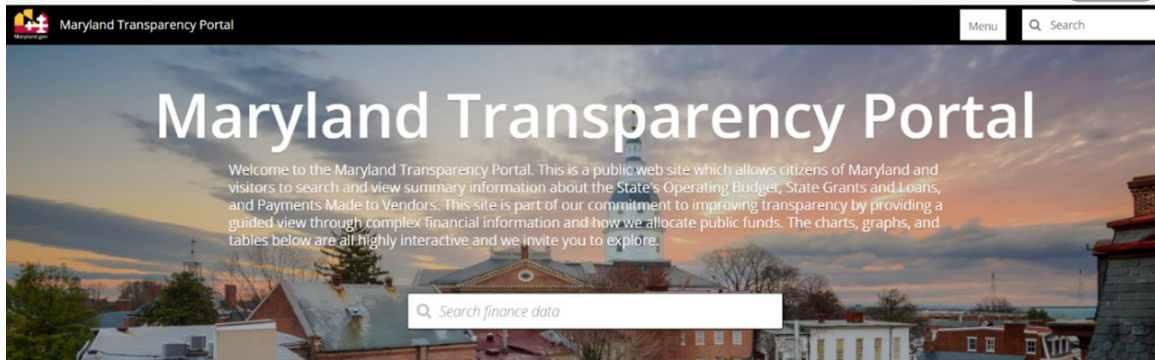 Maryland.gov
Maryland Transparency Portal
Menu
Search
Maryland Transparency Portal
Welcome to the Maryland Transparency Portal. This is a public web site which allows citizens of Maryland and
visitors to search and view summary information about the State's Operating Budget, State Grants and Loans,
and Payments Made to Vendors. This site is part of our commitment to improving transparency by providing a
guided view through complex financial information and how we allocate public funds. The charts, graphs, and
tables below are all highly interactive and we invite you to explore.
Search finance data